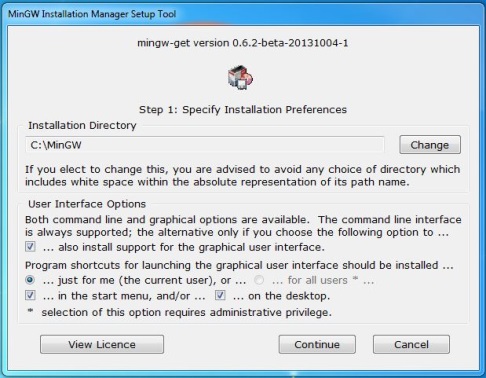 MinGW Installation Manager Setup Tool
mingw-get version 0.6.2-beta-20131004-1
Step 1: Specify Installation Preferences
Installation Directory
C:\MinGW
Change
If you elect to change this, you are advised to avoid any choice of directory which
includes white space within the absolute representation of its path name.
User Interface Options
Both command line and graphical options are available. The command line interface
is always supported; the alternative only if you choose the following option to ...
... also install support for the graphical user interface.
Program shortcuts for launching the graphical user interface should be installed ...
... just for me (the current user), or ... ... for all users * ...
... in the start menu, and/or ... ... on the desktop.
* selection of this option requires administrative privilege.
View Licence Continue Cancel